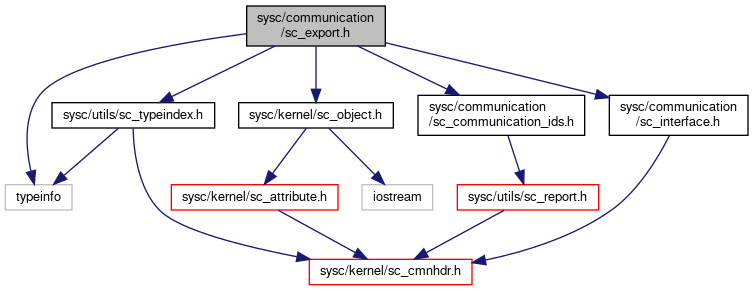 sysc/communication
/sc_export.h
sysc/utils/sc_typeindex.h
sysc/kernel/sc_object.h
sysc/communication
/sc_communication_ids.h
sysc/communication
/sc_interface.h
typeinfo
sysc/kernel/sc_attribute.h
iostream
sysc/utils/sc_report.h
sysc/kernel/sc_cmnhdr.h